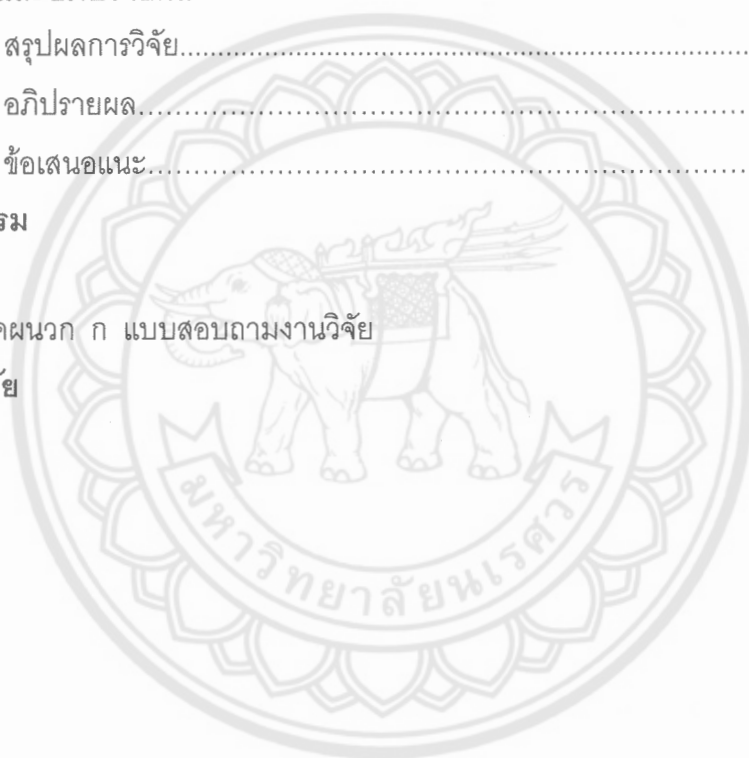 สรุปผลการวิจัย
อภิปรายผล
ข้อเสนอแนะ
รม
ผนวก ก แบบสอบถามงานวิจัย
ัย
มหาวิทยาลัยนเรศวร